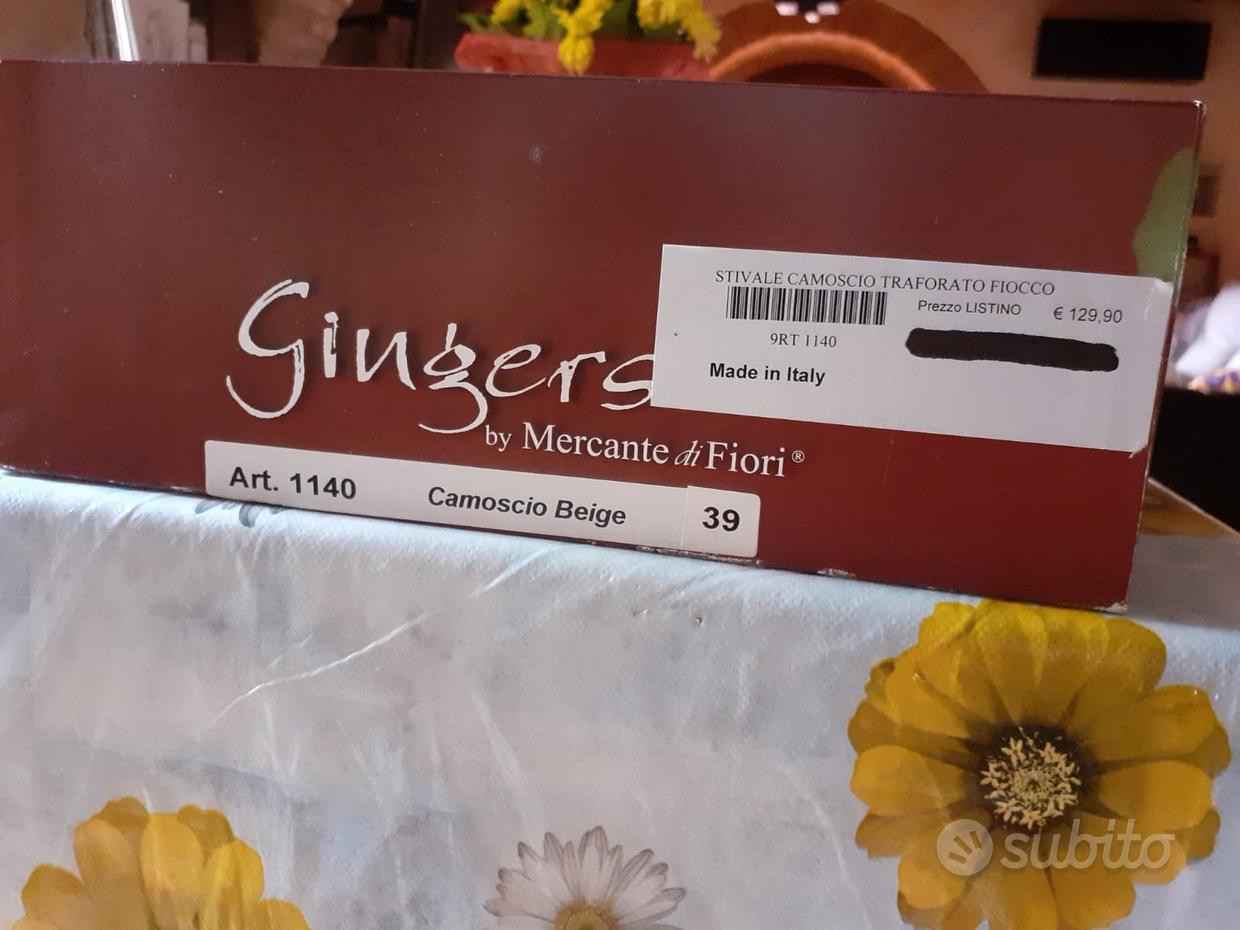 STIVALE CAMOSCIO TRAFORATO FIOCCO
Prezzo LISTINO € 129,90
9RT 1140
Made in Italy
Gingers
by Mercante di Fiori®
Art. 1140 Camoscio Beige 39
subito